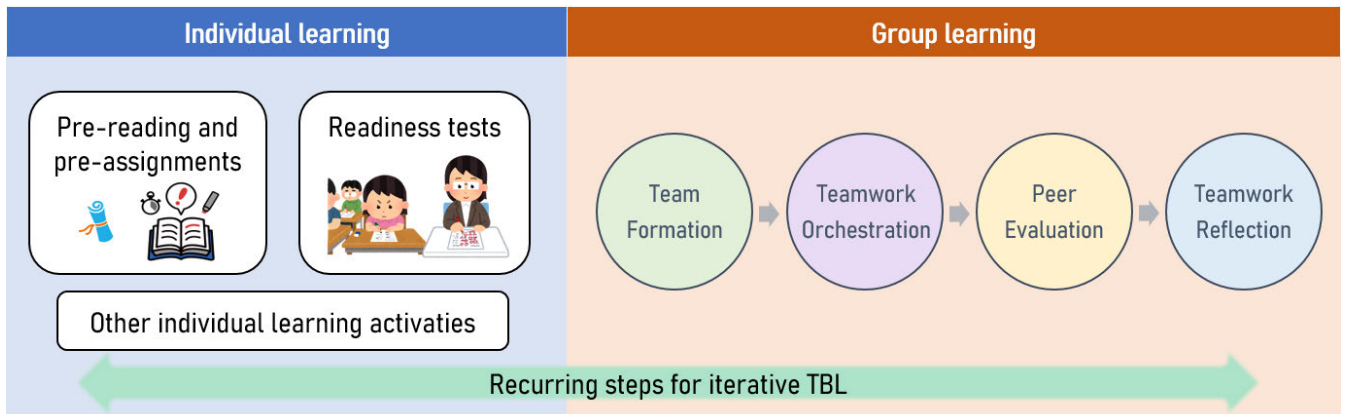 Individual learning
Group learning
Pre-reading and
pre-assignments
Readiness tests
Team
Formation
Teamwork
Orchestration
Peer
Evaluation
Teamwork
Reflection
Other individual learning activaties
Recurring steps for iterative TBL